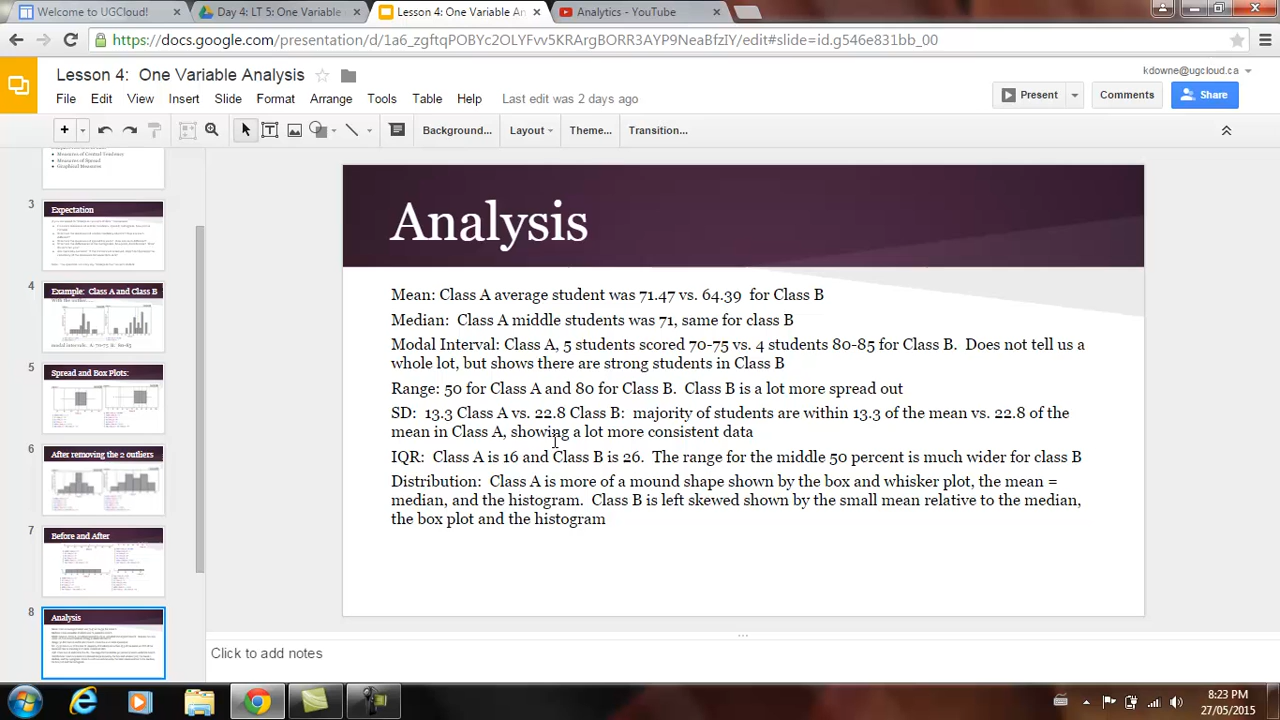 Welcome to UGCloud!
Day 4: LT 5: One Variable
Lesson 4: One Variable An
Analytics - YouTube
https://docs.google.com/presentation/d/1a6_zgftqPOPc2OLYFvv5KRArgBORR3AYP9NeaBfzIY/edit#slide=id.g546e831bb_00
Lesson 4: One Variable Analysis
kdowne@ugcloud.ca
File Edit View Insert Slide Format Arrange Tools Table Help Last edit was 2 days ago
Present Comments Share
Background... Layout Theme... Transition...
Measures of Central Tendency
Measures of Spread
Graphical Measures
3 Expectation
4 Example: Class A and Class B
5 Spread and Box Plots:
6 After removing the 2 outliers
7 Before and After
8 Analysis
Analysis
Mean: Class A average student was 71.47 vs. 64.39 for Class B
Median: Class A middle students was 71, same for class B
IQR: Class A is 10 and Class B is 26. The range for the middle 50 percent is much wider for class B
Modal Interval: Class A, 5 students scored 70-75 vs. 4 students 80-85 for Class B. Does not tell us a
whole lot, but shows there are strong students in Class B
Range: 50 for Class A and 80 for Class B. Class B is a lot more spread out
SD: 13.3 Class A vs. 22.8 Class B : majority of students are within 13.3 of the mean vs. 22.8 of the
mean in Class A showing a lot more consistent data
Distribution: Class A is more of a mound shape shown by the box and whisker plot, the mean =
median, and the histogram. Class B is left skewed shown by the small mean relative to the median,
the box plot and the histogram
Click to add notes
8:23 PM
27/05/2015